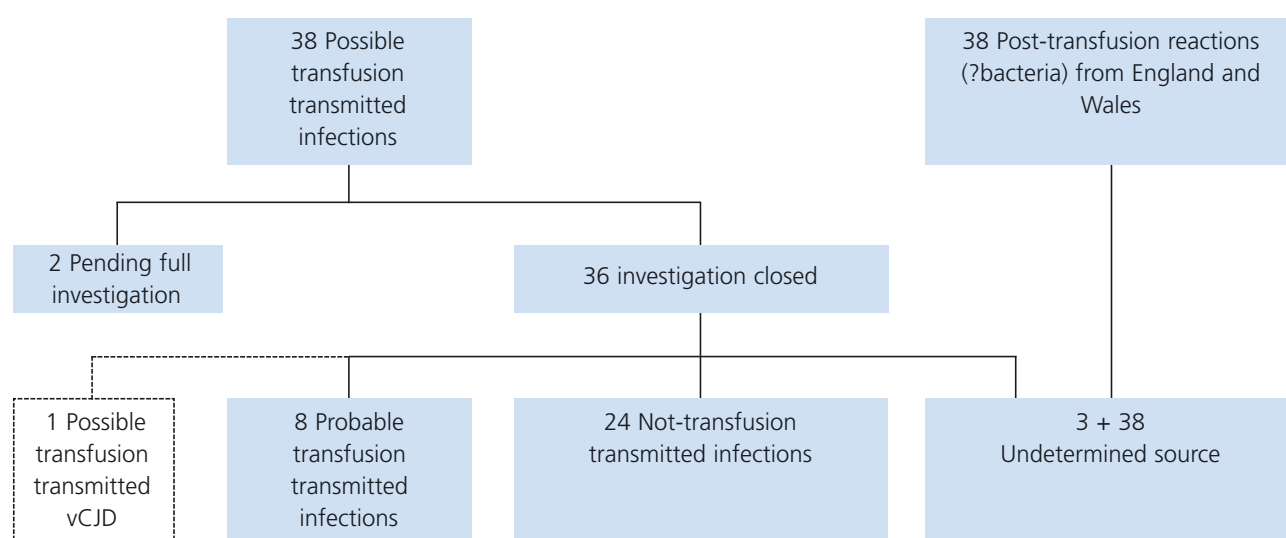 38 Possible
transfusion
transmitted
infections
38 Post-transfusion reactions
(?bacteria) from England and
Wales
2 Pending full
investigation
36 investigation closed
1 Possible
transfusion
transmitted
vCJD
8 Probable
transfusion
transmitted
infections
24 Not-transfusion
transmitted infections
3 + 38
Undetermined source